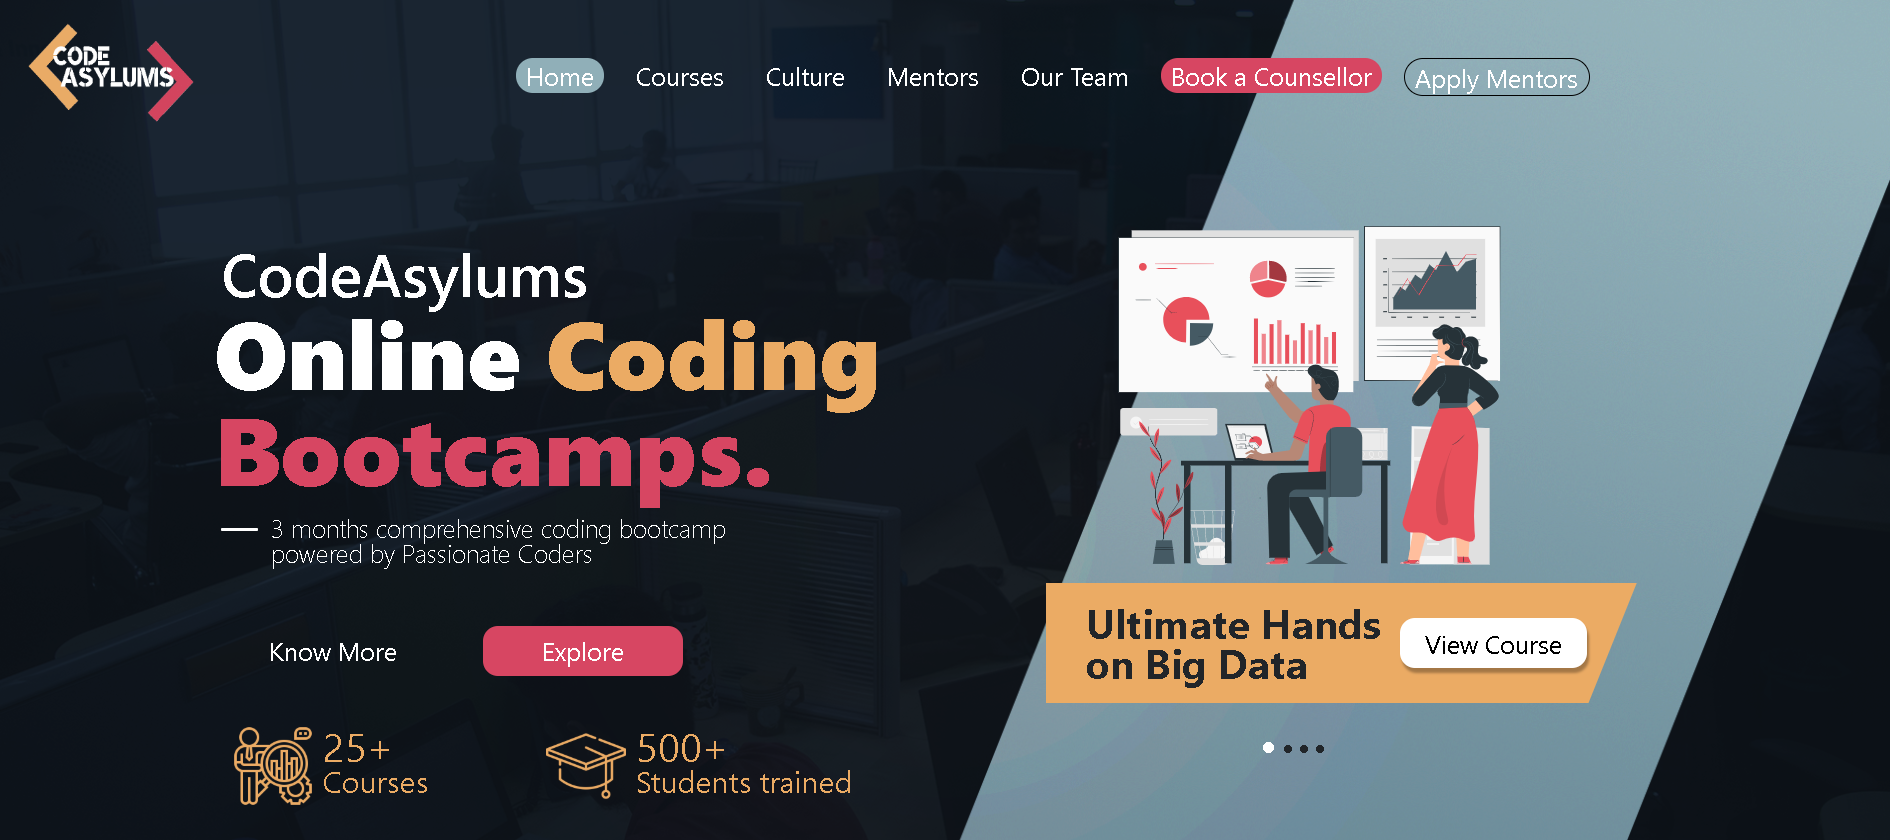 CODE
ASYLUMS
Home Courses Culture Mentors Our Team Book a Counsellor Apply Mentors
CodeAsylums
Online Coding
Bootcamps.
3 months comprehensive coding bootcamp
powered by Passionate Coders
Know More Explore
25+
Courses
500+
Students trained
Ultimate Hands
on Big Data
View Course